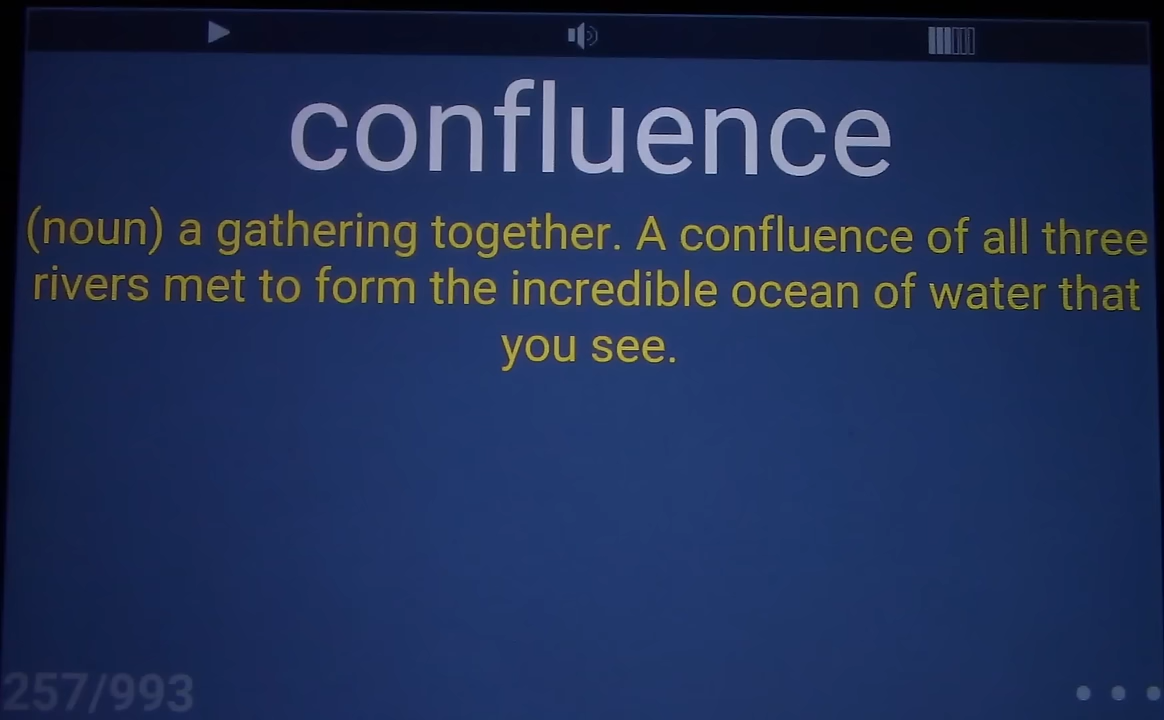 confluence
(noun) a gathering together. A confluence of all three
rivers met to form the incredible ocean of water that
you see.
257/993